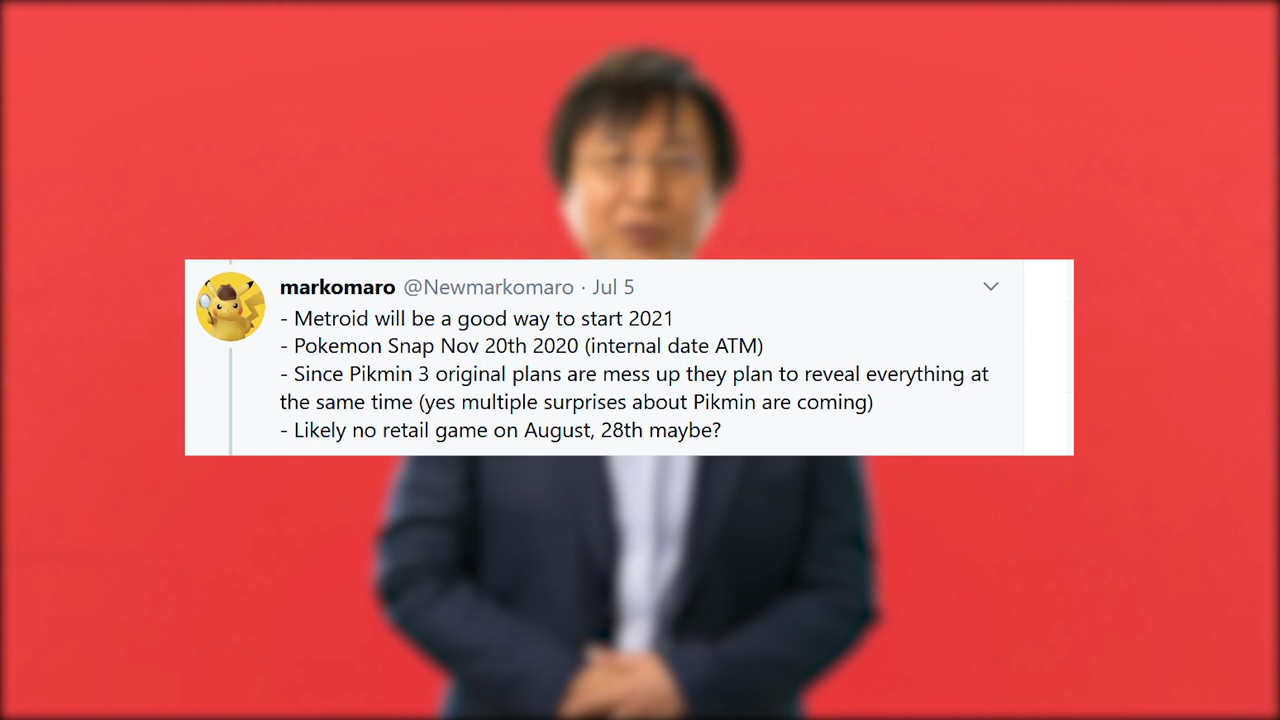 markomaro @Newmarkomaro · Jul 5
- Metroid will be a good way to start 2021
- Pokemon Snap Nov 20th 2020 (internal date ATM)
- Since Pikmin 3 original plans are mess up they plan to reveal everything at
the same time (yes multiple surprises about Pikmin are coming)
- Likely no retail game on August, 28th maybe?